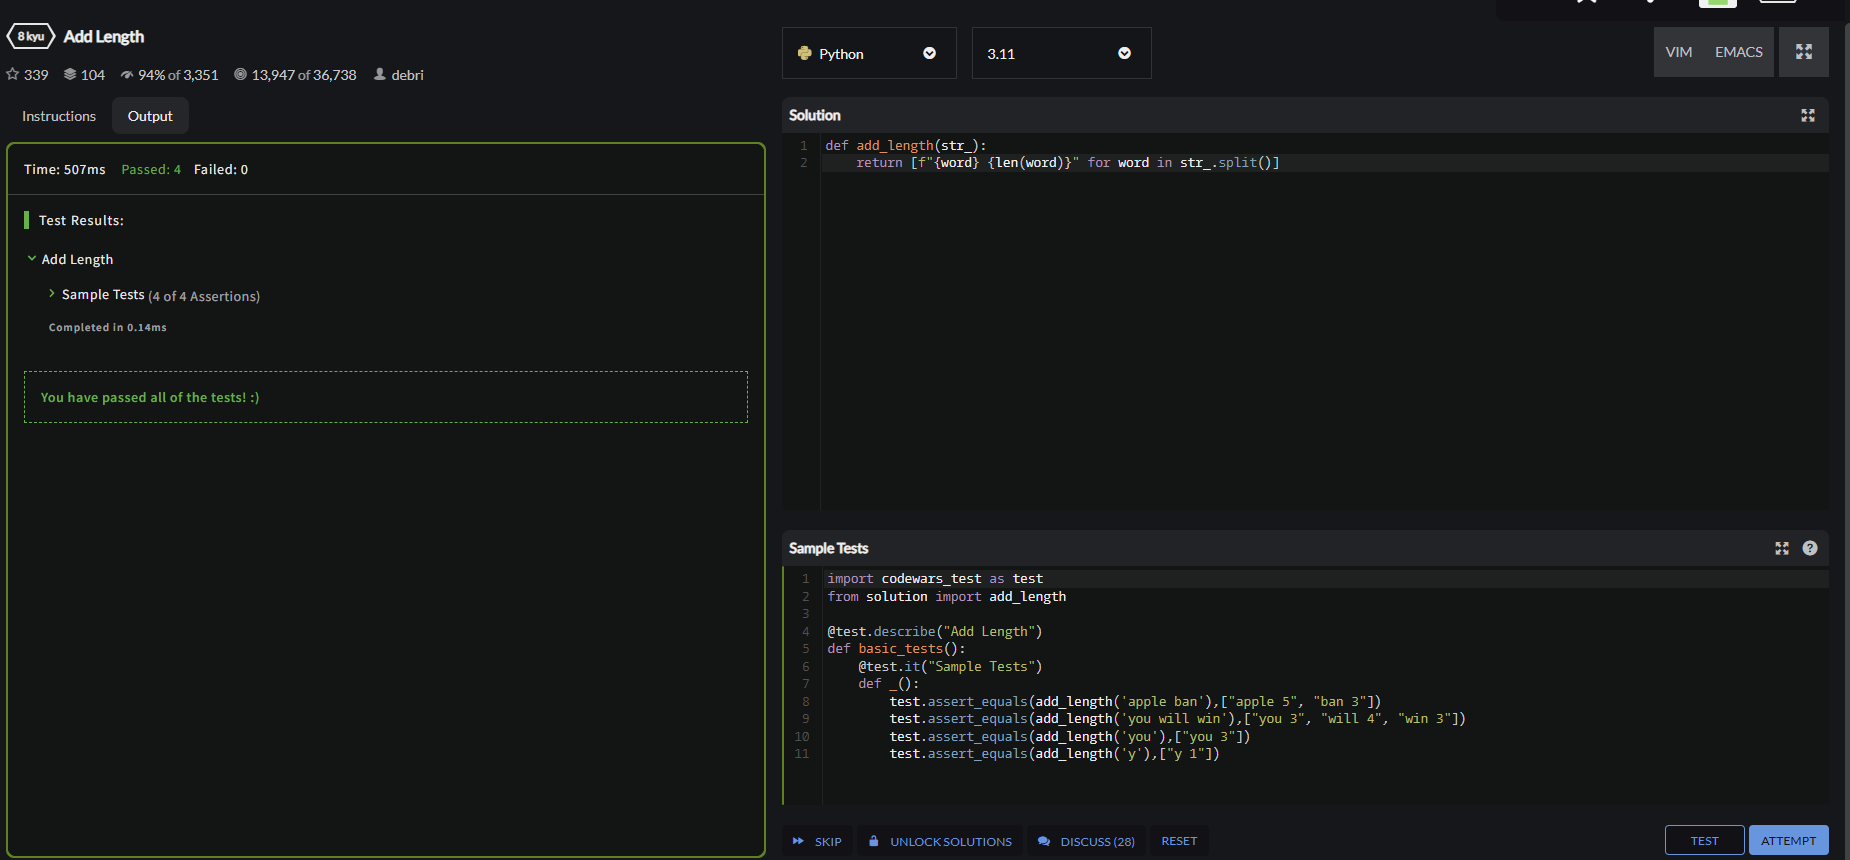 8 kyu Add Length
339 104 94% of 3,351 13,947 of 36,738 debri
Instructions Output
Time: 507ms Passed: 4 Failed: 0
Test Results:
Add Length
Sample Tests (4 of 4 Assertions)
Completed in 0.14ms
You have passed all of the tests! :)
Python 3.11 VIM EMACS
Solution
1 def add_length(str_):
2     return [f"{word} {len(word)}" for word in str_.split()]
Sample Tests
1 import codewars_test as test
2 from solution import add_length
3
4 @test.describe("Add Length")
5 def basic_tests():
6     @test.it("Sample Tests")
7     def _():
8         test.assert_equals(add_length('apple ban'),["apple 5", "ban 3"])
9         test.assert_equals(add_length('you will win'),["you 3", "will 4", "win 3"])
10         test.assert_equals(add_length('you'),["you 3"])
11         test.assert_equals(add_length('y'),["y 1"])
SKIP UNLOCK SOLUTIONS DISCUSS (28) RESET TEST ATTEMPT